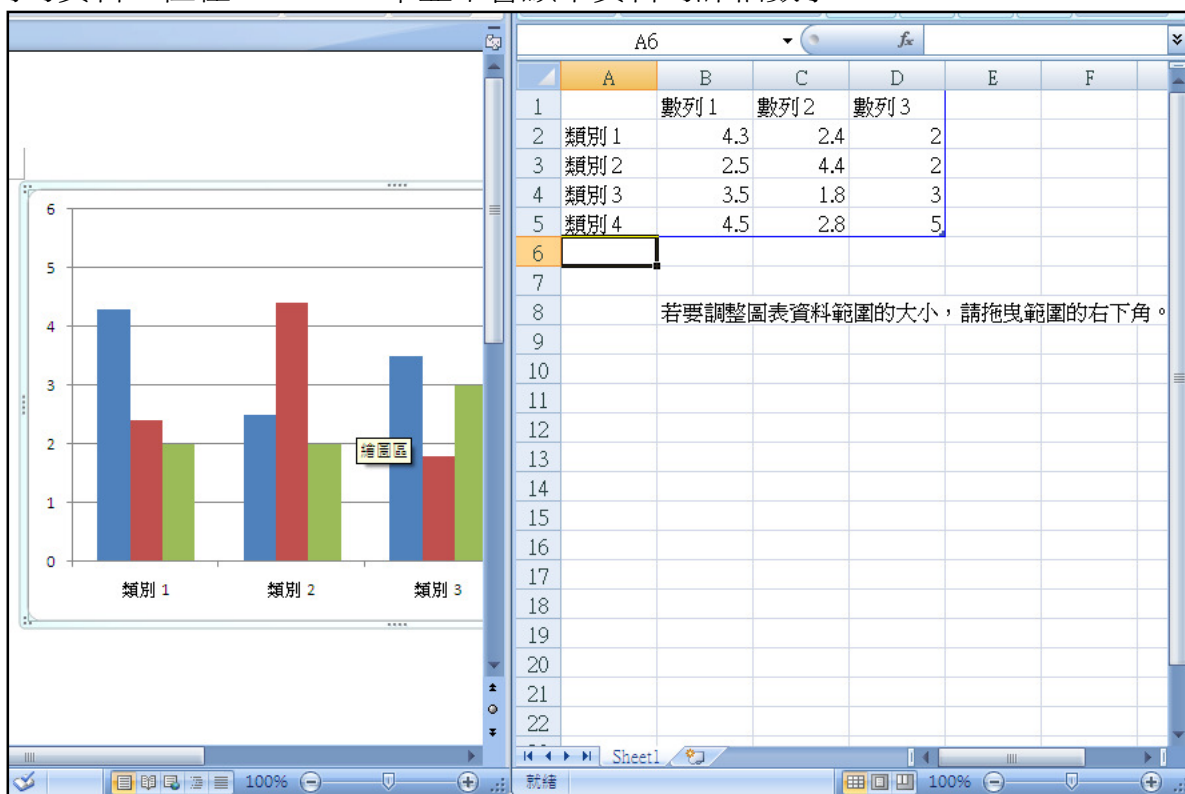 A6
fx
A B C D E F
1 數列 1 數列 2 數列 3
2 類別 1 4.3 2.4 2
3 類別 2 2.5 4.4 2
4 類別 3 3.5 1.8 3
5 類別 4 4.5 2.8 5
6
7
8 若要調整圖表資料範圍的大小，請拖曳範圍的右下角。
9
10
11
12
13
14
15
16
17
18
19
20
21
22
6
5
4
3
2
1
0
繪圖區
類別 1 類別 2 類別 3
Sheet1
100%
就緒 100%